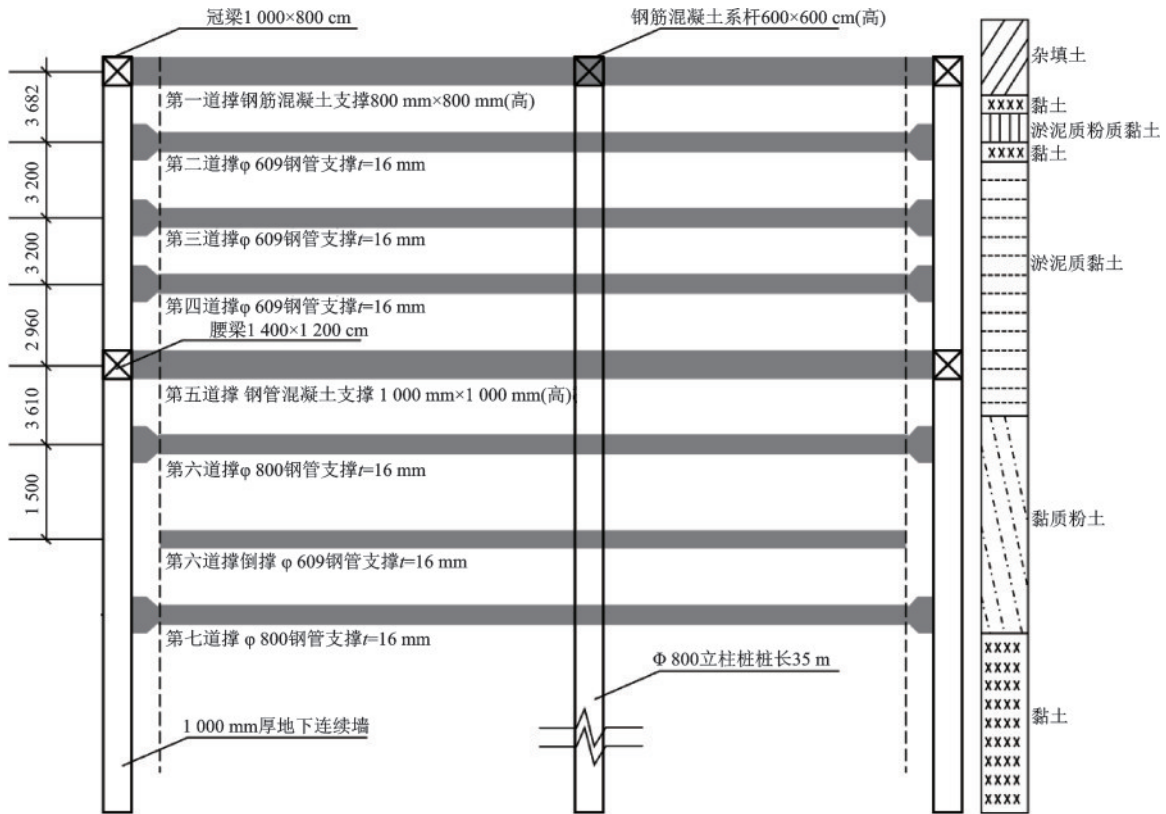 冠梁1 000×800 cm
钢筋混凝土系杆600×600 cm(高)
杂填土
第一道撑钢筋混凝土支撑800 mm×800 mm(高)
3 682
黏土
淤泥质粉质黏土
黏土
第二道撑φ 609钢管支撑t=16 mm
3 200
第三道撑φ 609钢管支撑t=16 mm
3 200
淤泥质黏土
第四道撑φ 609钢管支撑t=16 mm
2 960
腰梁1 400×1 200 cm
第五道撑 钢管混凝土支撑 1 000 mm×1 000 mm(高)
3 610
第六道撑φ 800钢管支撑t=16 mm
1 500
黏质粉土
第六道撑倒撑 φ 609钢管支撑t=16 mm
第七道撑 φ 800钢管支撑t=16 mm
Φ 800立柱桩桩长35 m
1 000 mm厚地下连续墙
黏土